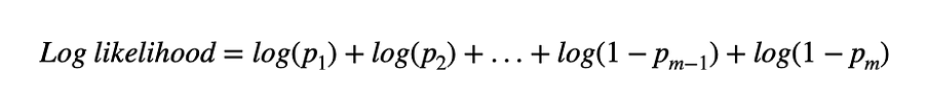 Log likelihood = log(p₁) + log(p₂) + . . . + log(1 − pₘ₋₁) + log(1 − pₘ)